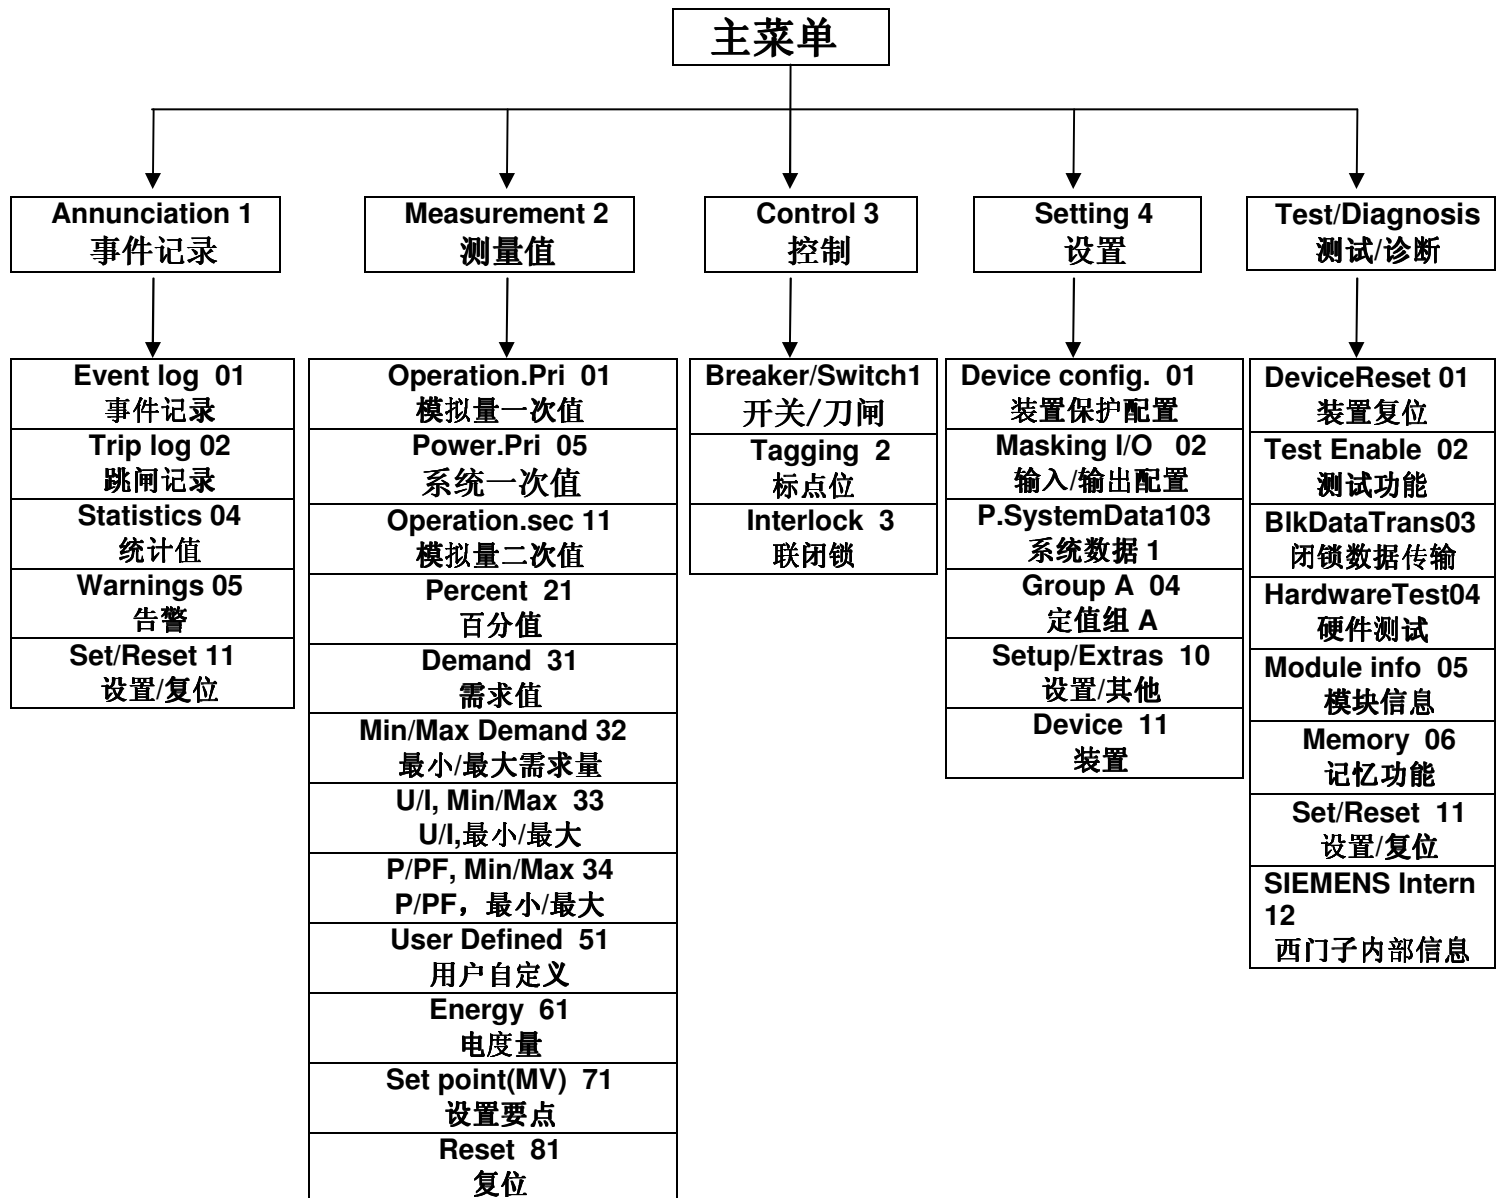 主菜单
Annunciation 1
事件记录
Measurement 2
测量值
Control 3
控制
Setting 4
设置
Test/Diagnosis
测试/诊断
Event log 01
事件记录
Trip log 02
跳闸记录
Statistics 04
统计值
Warnings 05
告警
Set/Reset 11
设置/复位
Operation.Pri 01
模拟量一次值
Power.Pri 05
系统一次值
Operation.sec 11
模拟量二次值
Percent 21
百分值
Demand 31
需求值
Min/Max Demand 32
最小/最大需求量
U/I, Min/Max 33
U/I,最小/最大
P/PF, Min/Max 34
P/PF，最小/最大
User Defined 51
用户自定义
Energy 61
电度量
Set point(MV) 71
设置要点
Reset 81
复位
Breaker/Switch1
开关/刀闸
Tagging 2
标点位
Interlock 3
联闭锁
Device config. 01
装置保护配置
Masking I/O 02
输入/输出配置
P.SystemData103
系统数据 1
Group A 04
定值组 A
Setup/Extras 10
设置/其他
Device 11
装置
DeviceReset 01
装置复位
Test Enable 02
测试功能
BlkDataTrans03
闭锁数据传输
HardwareTest04
硬件测试
Module info 05
模块信息
Memory 06
记忆功能
Set/Reset 11
设置/复位
SIEMENS Intern
12
西门子内部信息